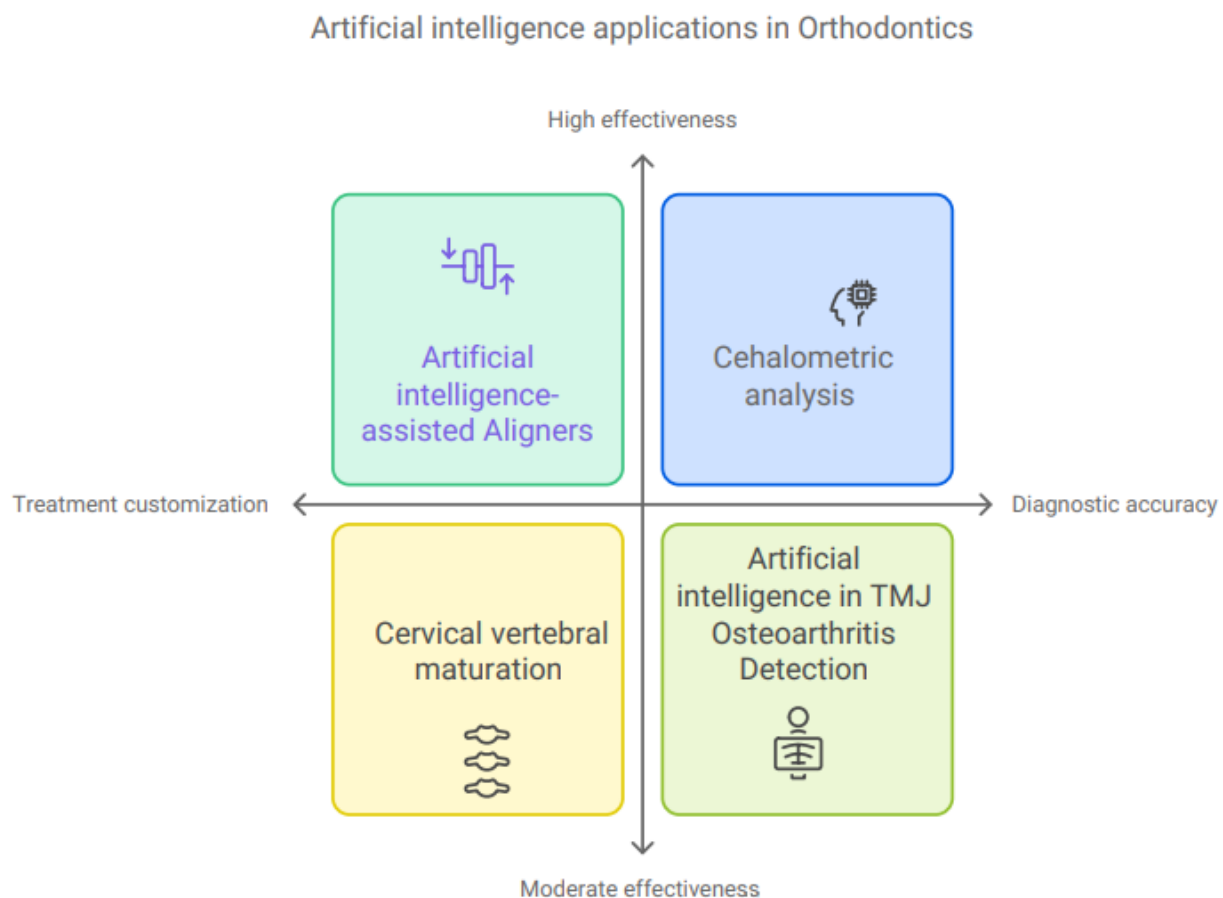 Artificial intelligence applications in Orthodontics
High effectiveness
Artificial
intelligence-
assisted Aligners
Cehalometric
analysis
Treatment customization
Diagnostic accuracy
Cervical vertebral
maturation
Artificial
intelligence in TMJ
Osteoarthritis
Detection
Moderate effectiveness